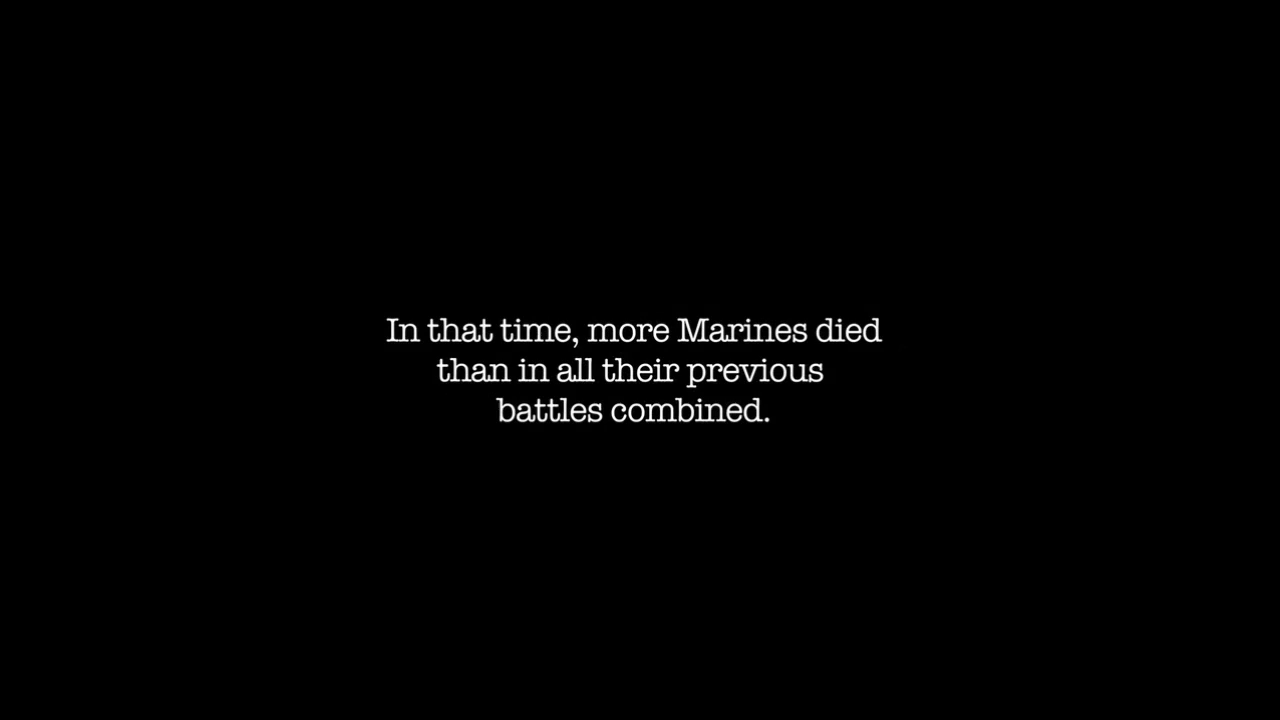 In that time, more Marines died
than in all their previous
battles combined.